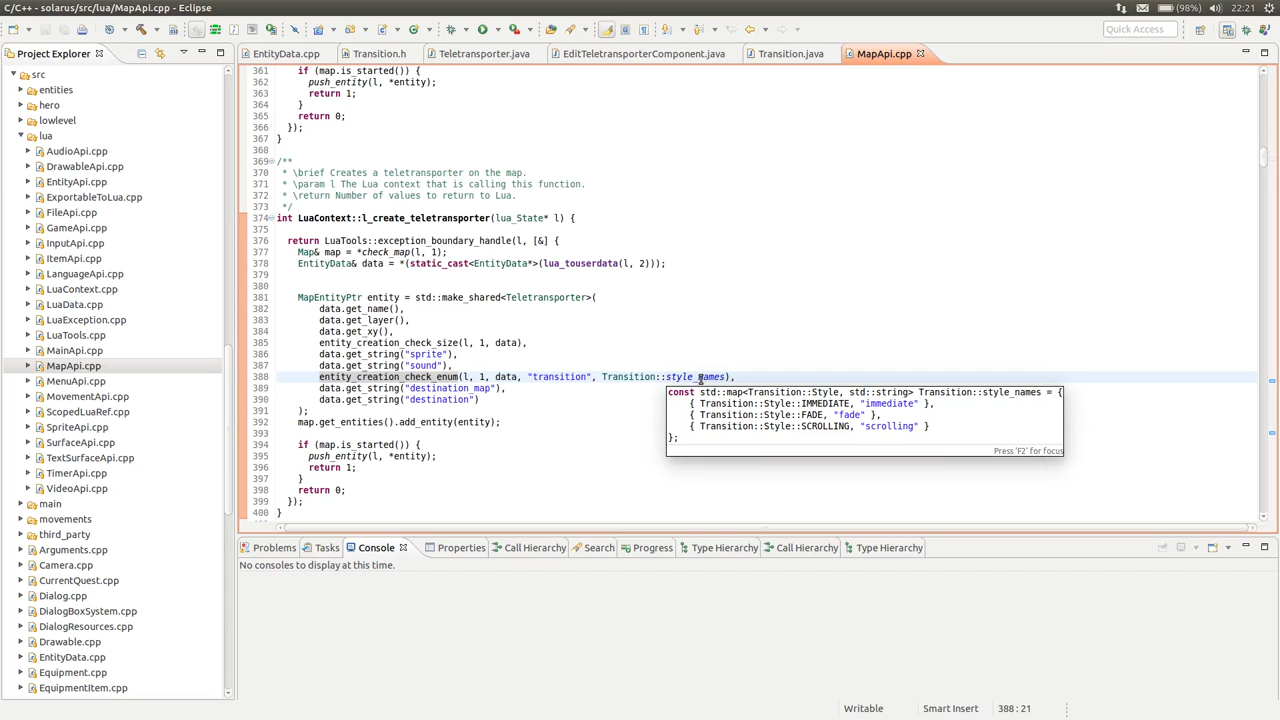 C/C++ - solarus/src/lua/MapApi.cpp - Eclipse
(98%)
22:21
Quick Access
Project Explorer
EntityData.cpp
Transition.h
Teletransporter.java
EditTeletransporterComponent.java
Transition.java
MapApi.cpp
src
entities
hero
lowlevel
lua
AudioApi.cpp
DrawableApi.cpp
EntityApi.cpp
ExportableToLua.cpp
FileApi.cpp
GameApi.cpp
InputApi.cpp
ItemApi.cpp
LanguageApi.cpp
LuaContext.cpp
LuaData.cpp
LuaException.cpp
LuaTools.cpp
MainApi.cpp
MapApi.cpp
MenuApi.cpp
MovementApi.cpp
ScopedLuaRef.cpp
SpriteApi.cpp
SurfaceApi.cpp
TextSurfaceApi.cpp
TimerApi.cpp
VideoApi.cpp
main
movements
third_party
Arguments.cpp
Camera.cpp
CurrentQuest.cpp
Dialog.cpp
DialogBoxSystem.cpp
DialogResources.cpp
Drawable.cpp
EntityData.cpp
Equipment.cpp
EquipmentItem.cpp
361 if (map.is_started()) {
362 push_entity(l, *entity);
363 return 1;
364 }
365 return 0;
366 });
367 }
368
369 /**
370 * \brief Creates a teletransporter on the map.
371 * \param l The Lua context that is calling this function.
372 * \return Number of values to return to Lua.
373 */
374 int LuaContext::l_create_teletransporter(lua_State* l) {
375
376 return LuaTools::exception_boundary_handle(l, [&] {
377 Map& map = *check_map(l, 1);
378 EntityData& data = *(static_cast<EntityData*>(lua_touserdata(l, 2)));
379
380
381 MapEntityPtr entity = std::make_shared<Teletransporter>(
382 data.get_name(),
383 data.get_layer(),
384 data.get_xy(),
385 entity_creation_check_size(l, 1, data),
386 data.get_string("sprite"),
387 data.get_string("sound"),
388 entity_creation_check_enum(l, 1, data, "transition", Transition::style_names),
389 data.get_string("destination_map"),
390 data.get_string("destination")
391 );
392 map.get_entities().add_entity(entity);
393
394 if (map.is_started()) {
395 push_entity(l, *entity);
396 return 1;
397 }
398 return 0;
399 });
400 }
const std::map<Transition::Style, std::string> Transition::style_names = {
{ Transition::Style::IMMEDIATE, "immediate" },
{ Transition::Style::FADE, "fade" },
{ Transition::Style::SCROLLING, "scrolling" }
};
Press 'F2' for focus
Problems
Tasks
Console
Properties
Call Hierarchy
Search
Progress
Type Hierarchy
Call Hierarchy
Type Hierarchy
No consoles to display at this time.
Writable
Smart Insert
388 : 21